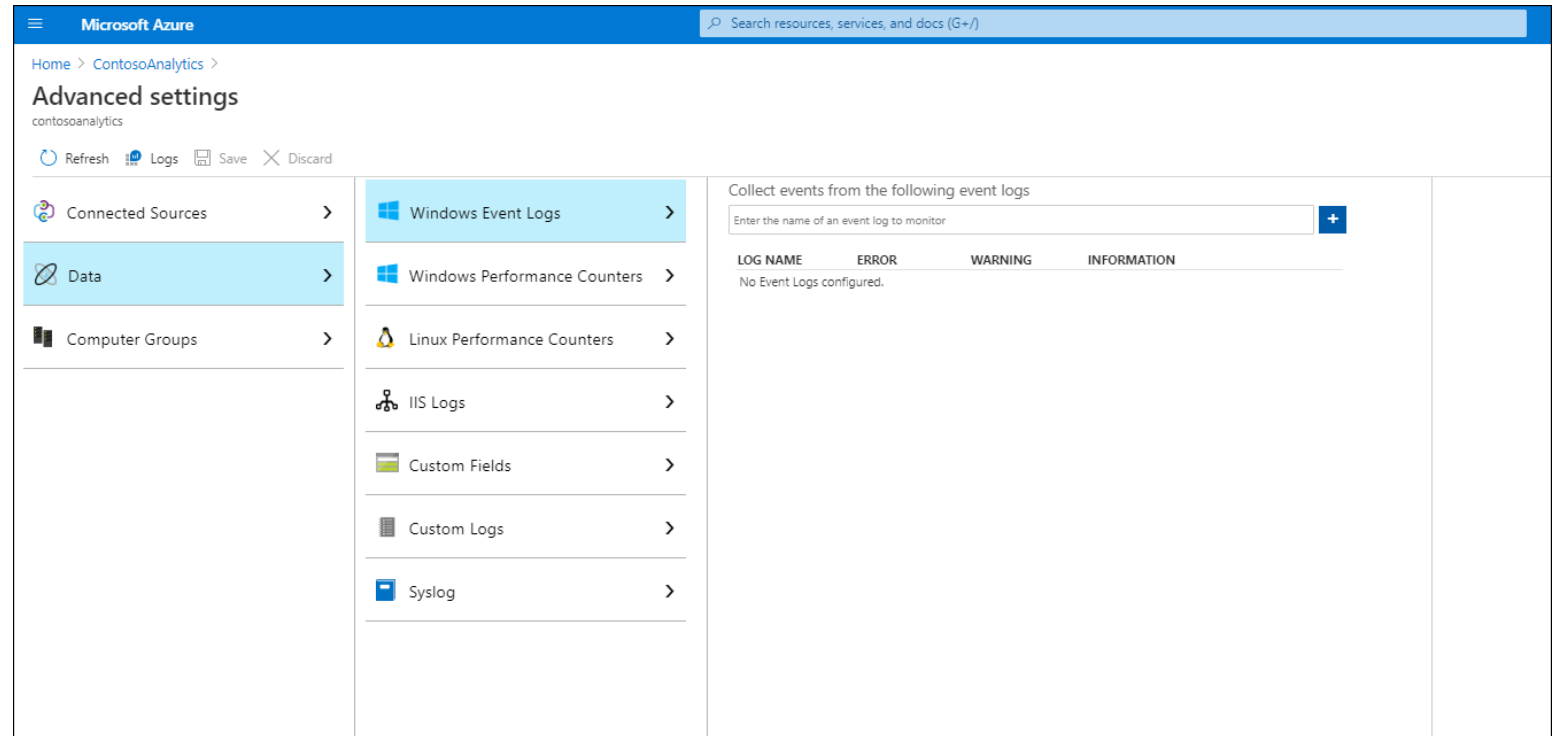 Microsoft Azure
Search resources, services, and docs (G+/)
Home > ContosoAnalytics >
Advanced settings
contosoanalytics
Refresh Logs Save Discard
Connected Sources
Data
Computer Groups
Windows Event Logs
Windows Performance Counters
Linux Performance Counters
IIS Logs
Custom Fields
Custom Logs
Syslog
Collect events from the following event logs
Enter the name of an event log to monitor
LOG NAME ERROR WARNING INFORMATION
No Event Logs configured.